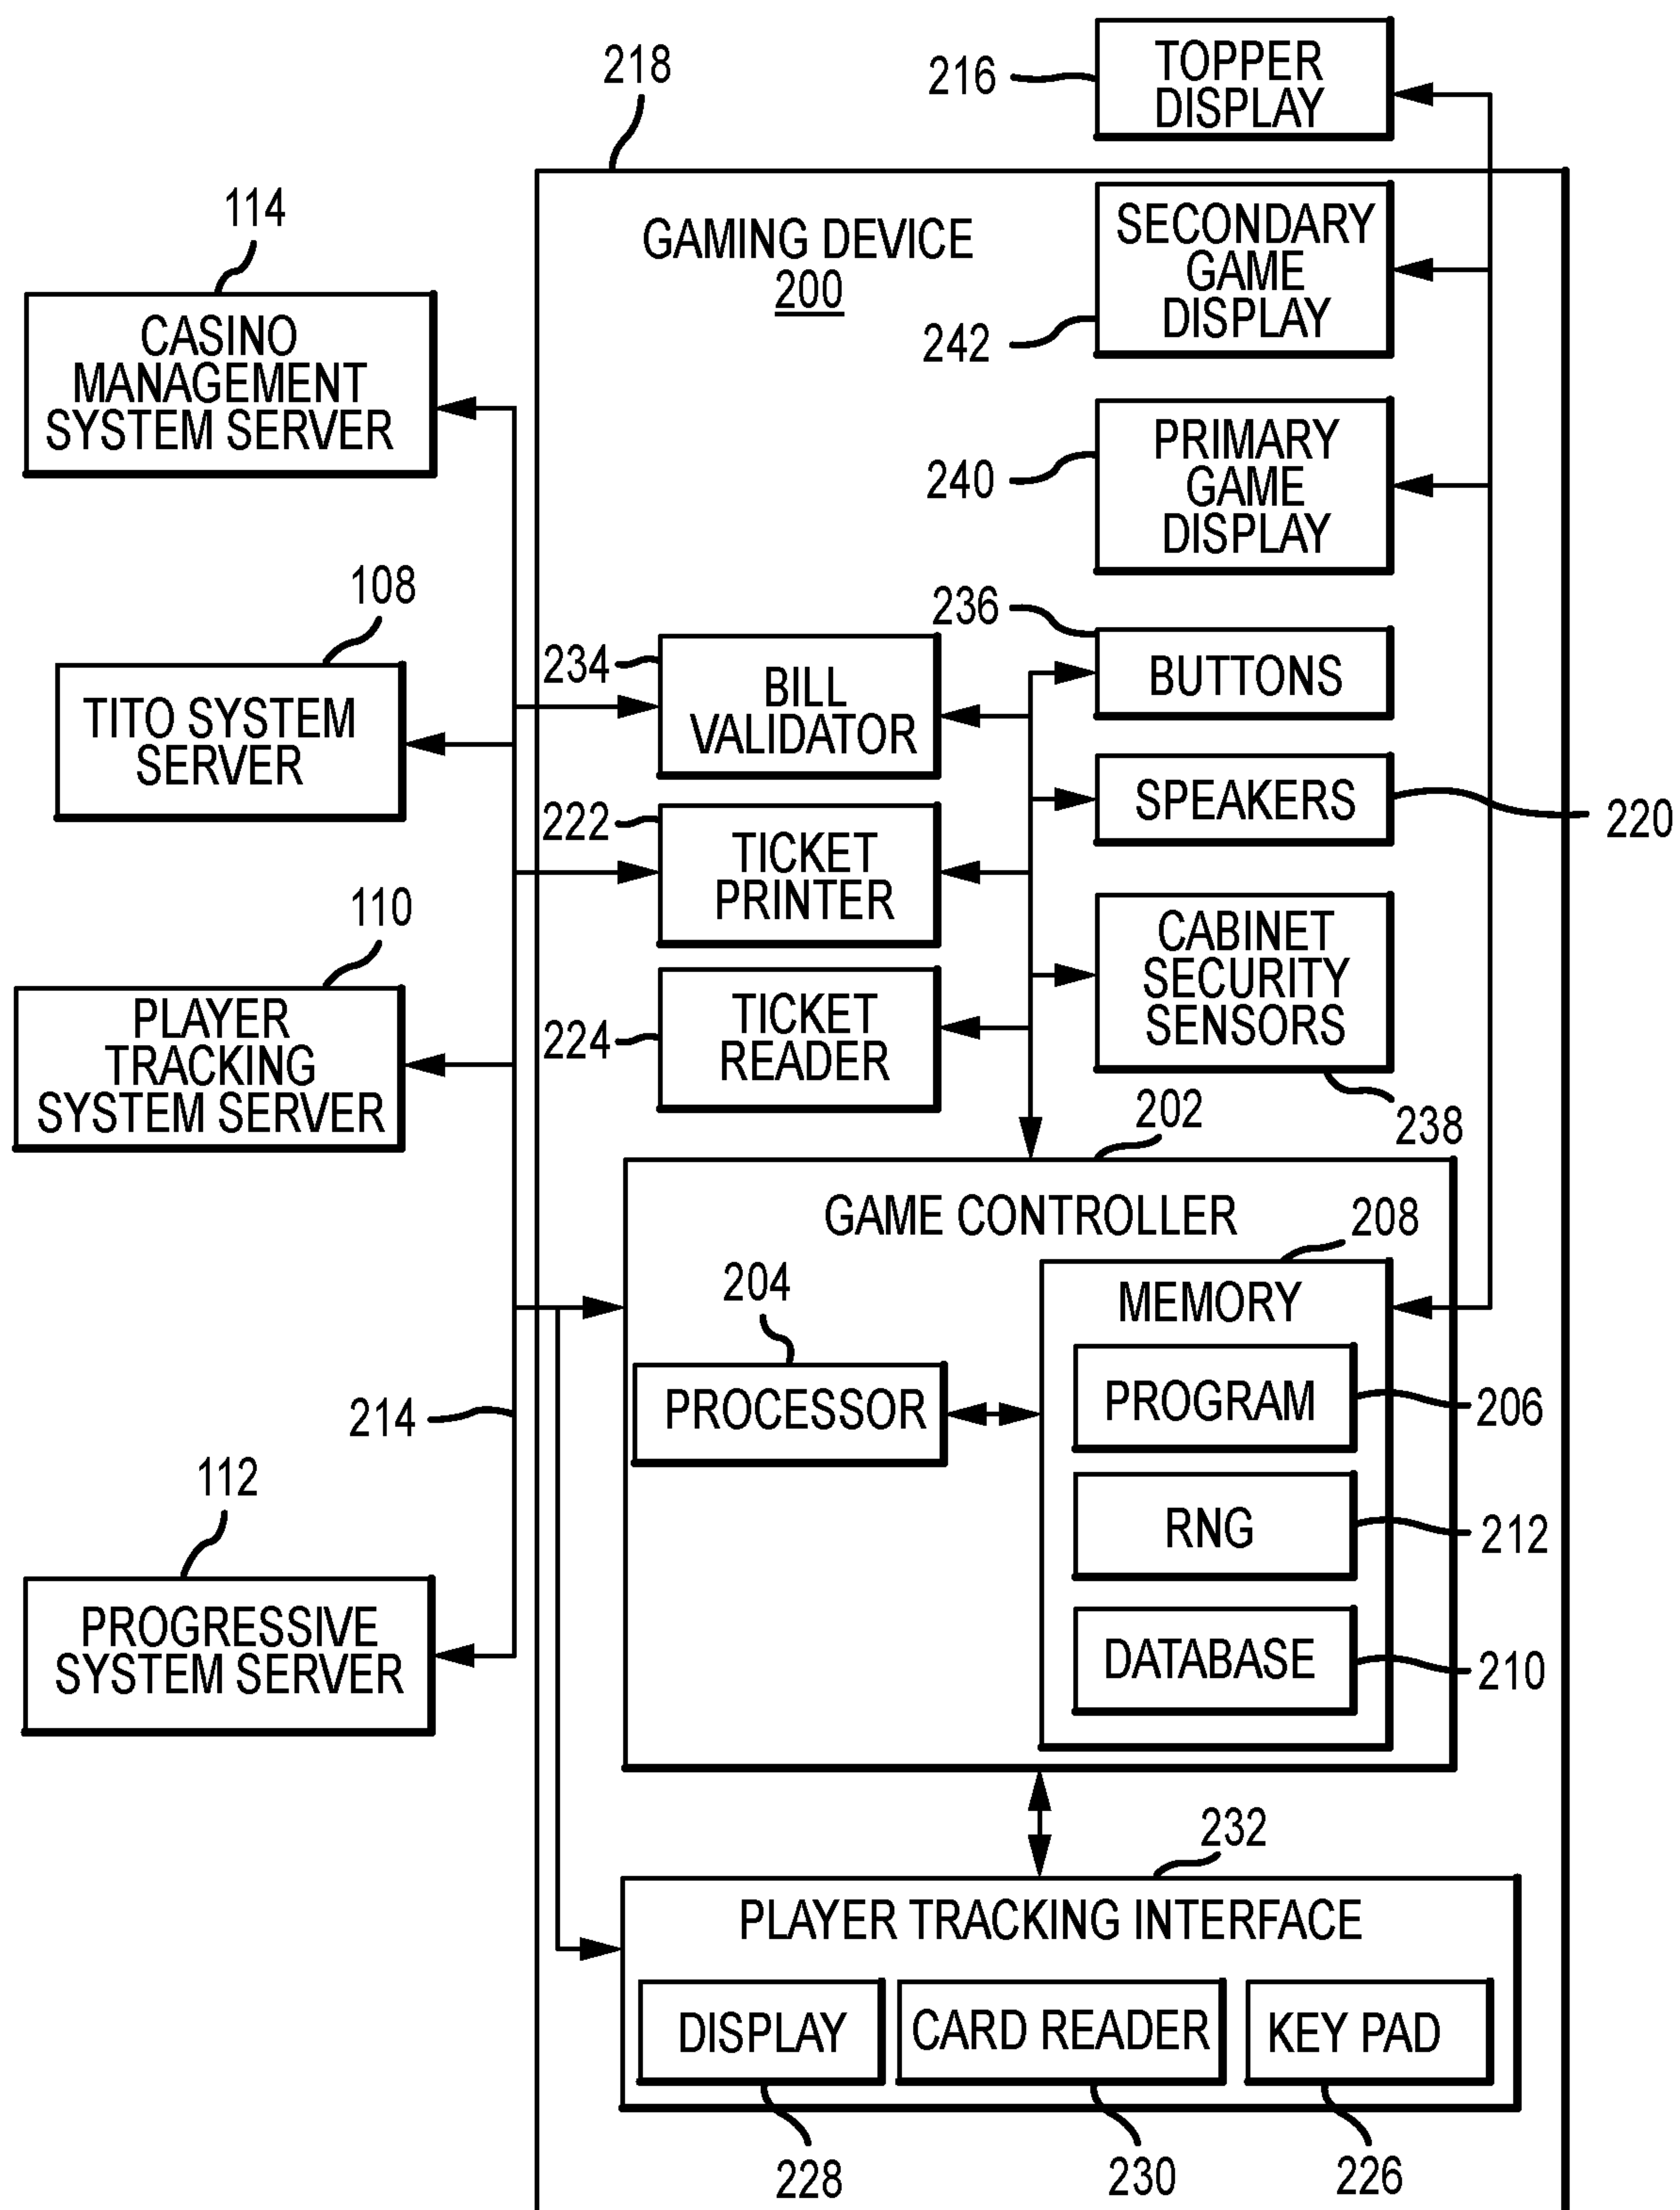 218
216
TOPPER
DISPLAY
114
GAMING DEVICE
200
SECONDARY
GAME
DISPLAY
242
CASINO
MANAGEMENT
SYSTEM SERVER
PRIMARY
GAME
DISPLAY
240
108
236
BUTTONS
234
BILL
VALIDATOR
TITO SYSTEM
SERVER
SPEAKERS
220
222
TICKET
PRINTER
110
CABINET
SECURITY
SENSORS
238
PLAYER
TRACKING
SYSTEM SERVER
224
TICKET
READER
202
GAME CONTROLLER
208
MEMORY
204
PROCESSOR
PROGRAM
206
214
RNG
212
112
PROGRESSIVE
SYSTEM SERVER
DATABASE
210
232
PLAYER TRACKING INTERFACE
DISPLAY
CARD READER
KEY PAD
228
230
226